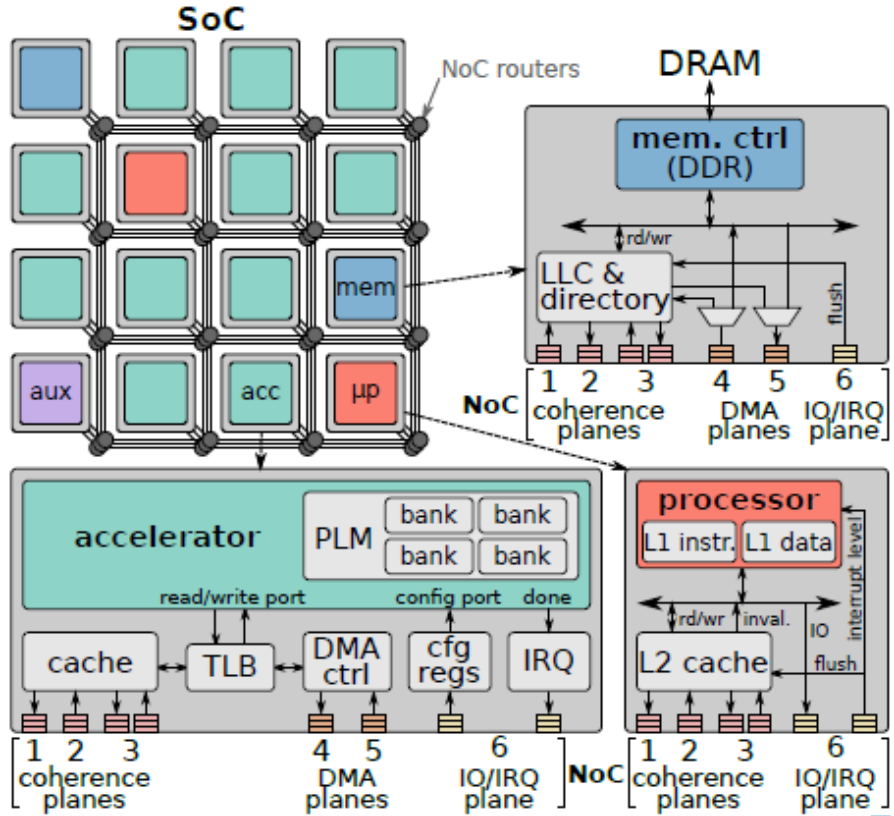 SoC
NoC routers
mem
aux
acc
μp
DRAM
mem. ctrl
(DDR)
rd/wr
LLC &
directory
flush
1 2 3 4 5 6
NoC
coherence
planes
DMA
planes
IO/IRQ
plane
accelerator
PLM
bank bank
bank bank
read/write port
config port
done
cache
TLB
DMA
ctrl
cfg
regs
IRQ
1 2 3 4 5 6
coherence
planes
DMA
planes
IO/IRQ
plane
NoC
processor
L1 instr.
L1 data
interrupt level
rd/wr
inval.
IO
L2 cache
flush
1 2 3 6
coherence
planes
IO/IRQ
plane